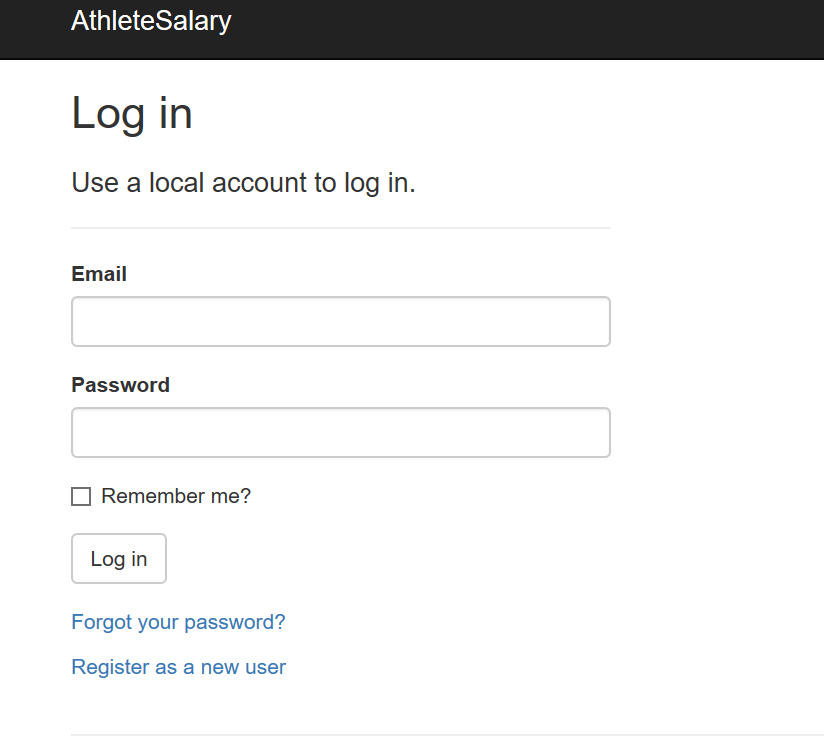 AthleteSalary
Log in
Use a local account to log in.
Email
Password
Remember me?
Log in
Forgot your password?
Register as a new user